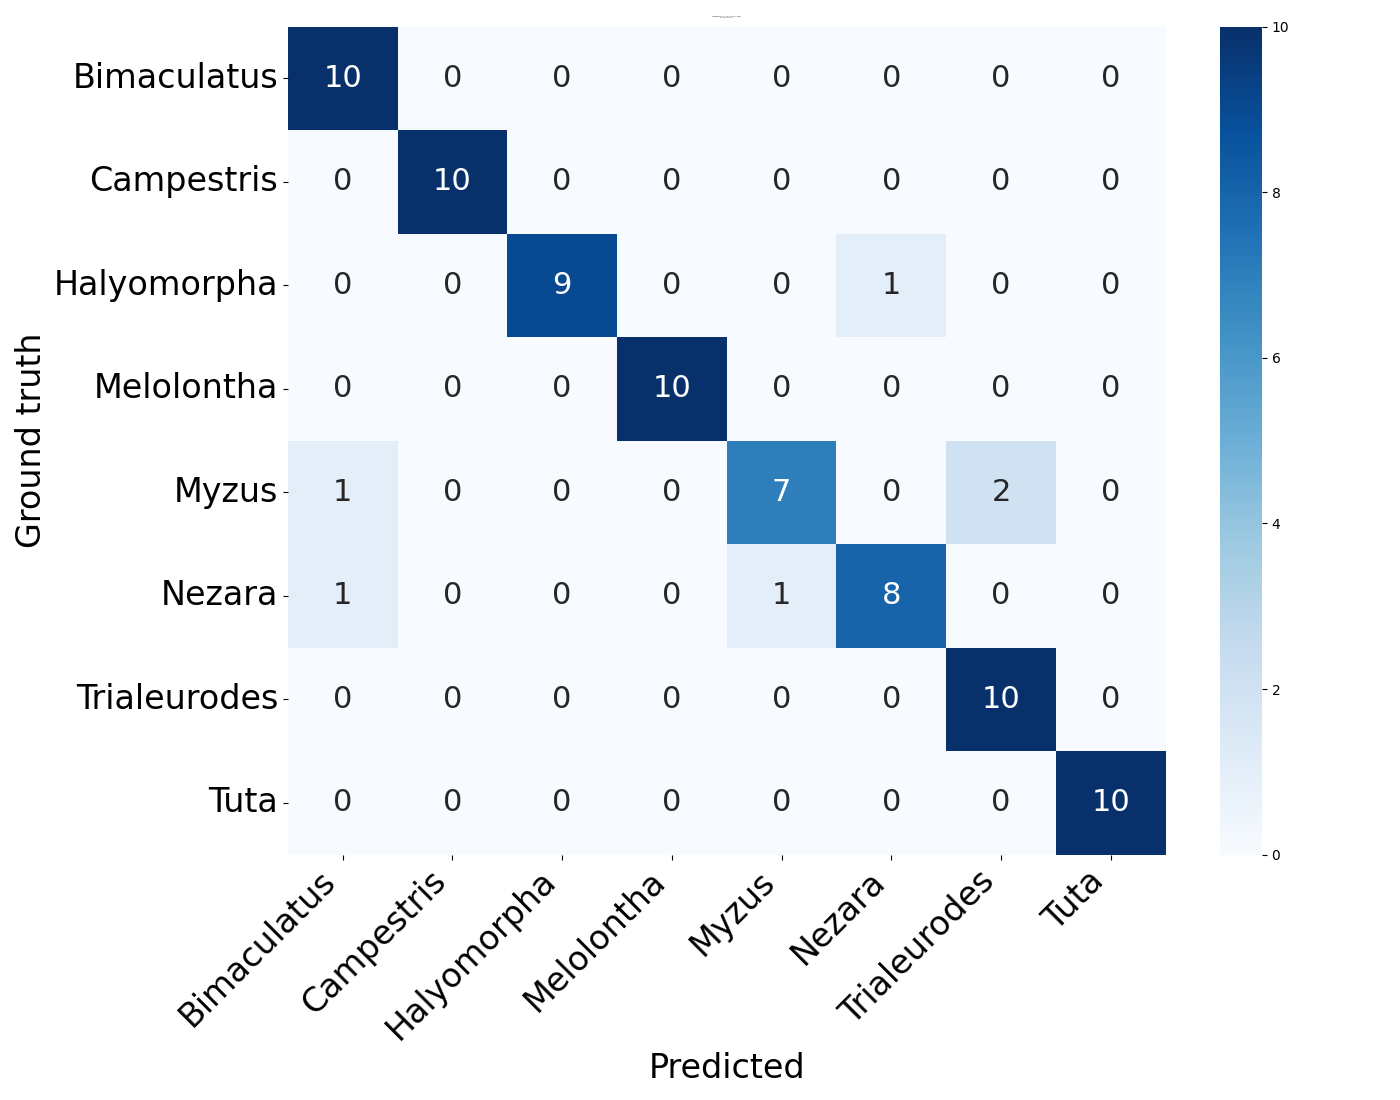 Bimaculatus 10 0 0 0 0 0 0 0
Campestris 0 10 0 0 0 0 0 0
Halyomorpha 0 0 9 0 0 1 0 0
Melolontha 0 0 0 10 0 0 0 0
Myzus 1 0 0 0 7 0 2 0
Nezara 1 0 0 0 1 8 0 0
Trialeurodes 0 0 0 0 0 0 10 0
Tuta 0 0 0 0 0 0 0 10
Ground truth
Bimaculatus Campestris Halyomorpha Melolontha Myzus Nezara Trialeurodes Tuta
Predicted
10
8
6
4
2
0